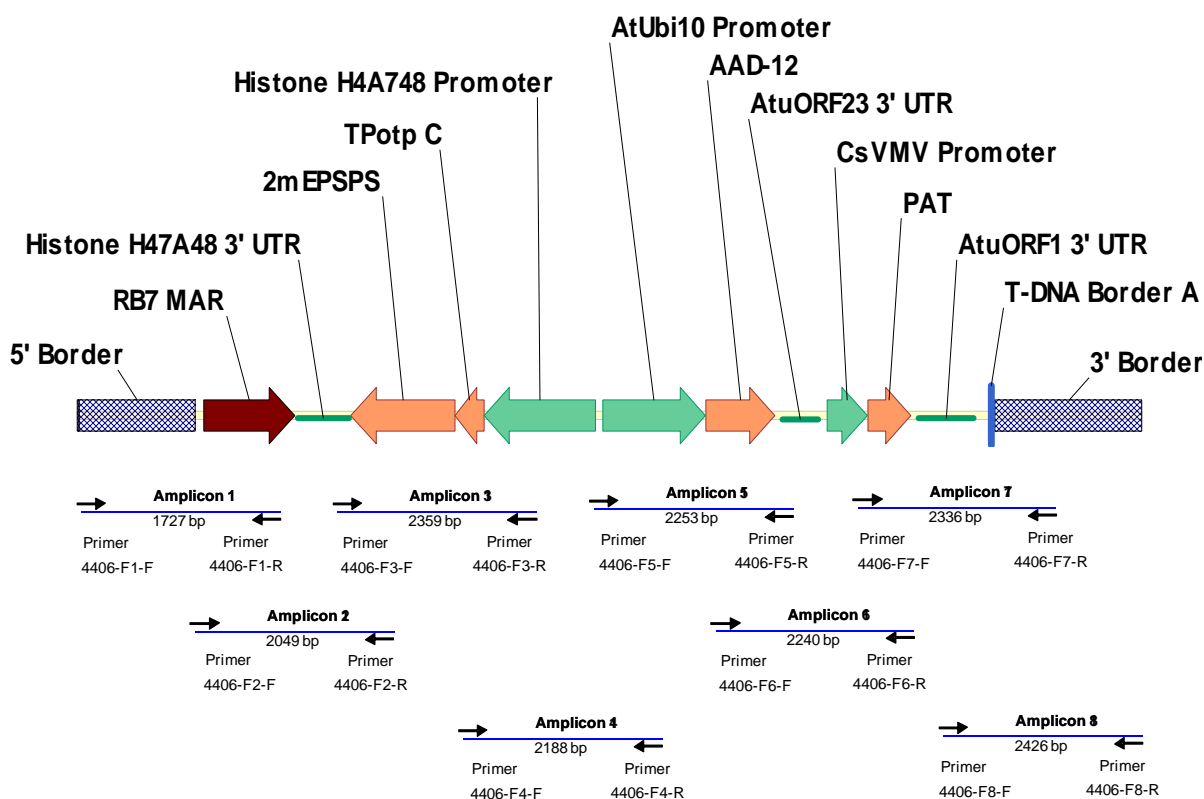 AtUbi10 Promoter
AAD-12
Histone H4A748 Promoter
AtuORF23 3' UTR
TPotp C
CsVMV Promoter
2mEPSPS
PAT
Histone H47A48 3' UTR
AtuORF1 3' UTR
RB7 MAR
T-DNA Border A
5' Border
3' Border
Amplicon 1
1727 bp
Primer
4406-F1-F
Primer
4406-F1-R
Amplicon 3
2359 bp
Primer
4406-F3-F
Primer
4406-F3-R
Amplicon 5
2253 bp
Primer
4406-F5-F
Primer
4406-F5-R
Amplicon 7
2336 bp
Primer
4406-F7-F
Primer
4406-F7-R
Amplicon 2
2049 bp
Primer
4406-F2-F
Primer
4406-F2-R
Amplicon 6
2240 bp
Primer
4406-F6-F
Primer
4406-F6-R
Amplicon 4
2188 bp
Primer
4406-F4-F
Primer
4406-F4-R
Amplicon 8
2426 bp
Primer
4406-F8-F
Primer
4406-F8-R